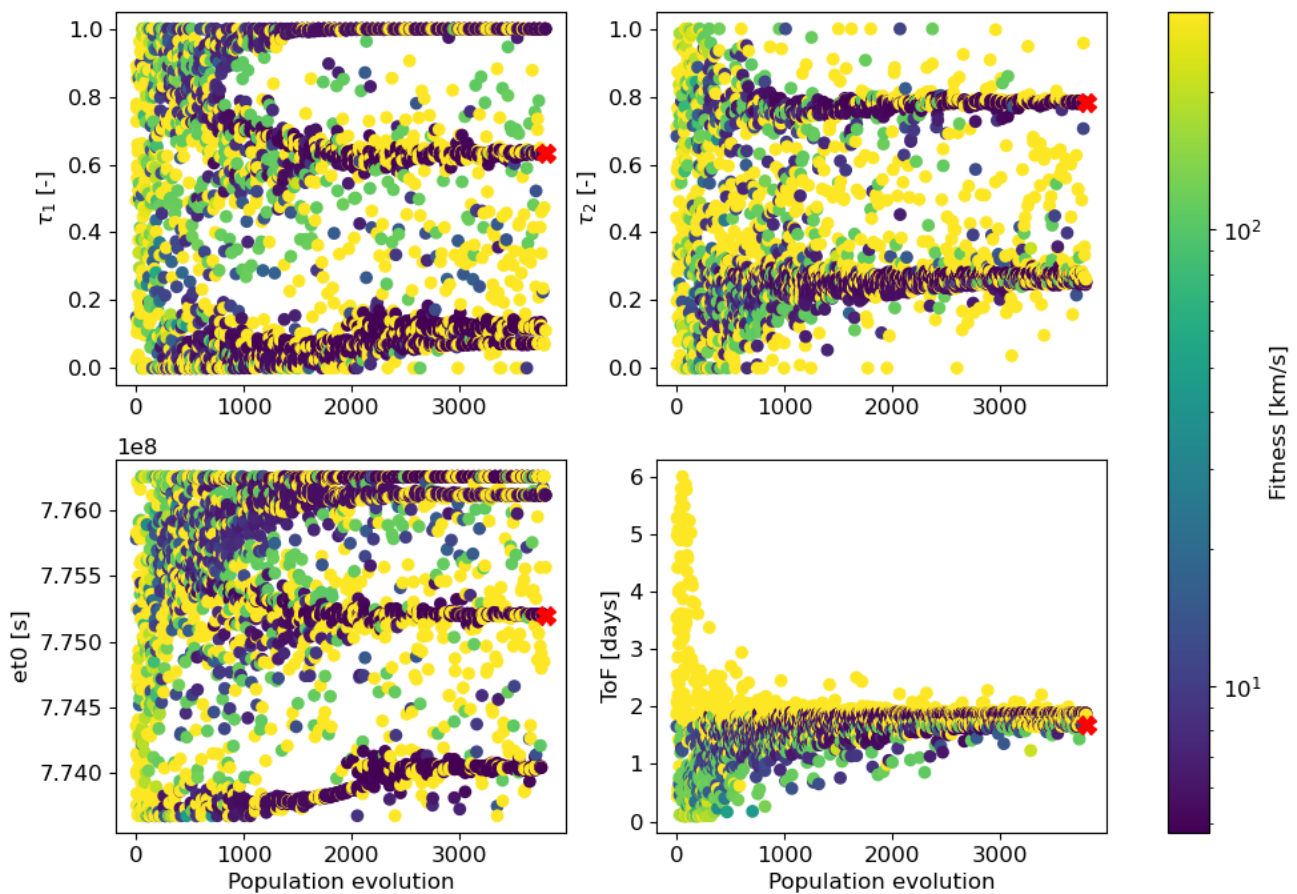 1.0
0.8
0.6
0.4
0.2
0.0
τ₁ [-]
0 1000 2000 3000
1.0
0.8
0.6
0.4
0.2
0.0
τ₂ [-]
0 1000 2000 3000
1e8
7.760
7.755
7.750
7.745
7.740
et0 [s]
0 1000 2000 3000
Population evolution
6
5
4
3
2
1
0
ToF [days]
0 1000 2000 3000
Population evolution
10²
10¹
Fitness [km/s]